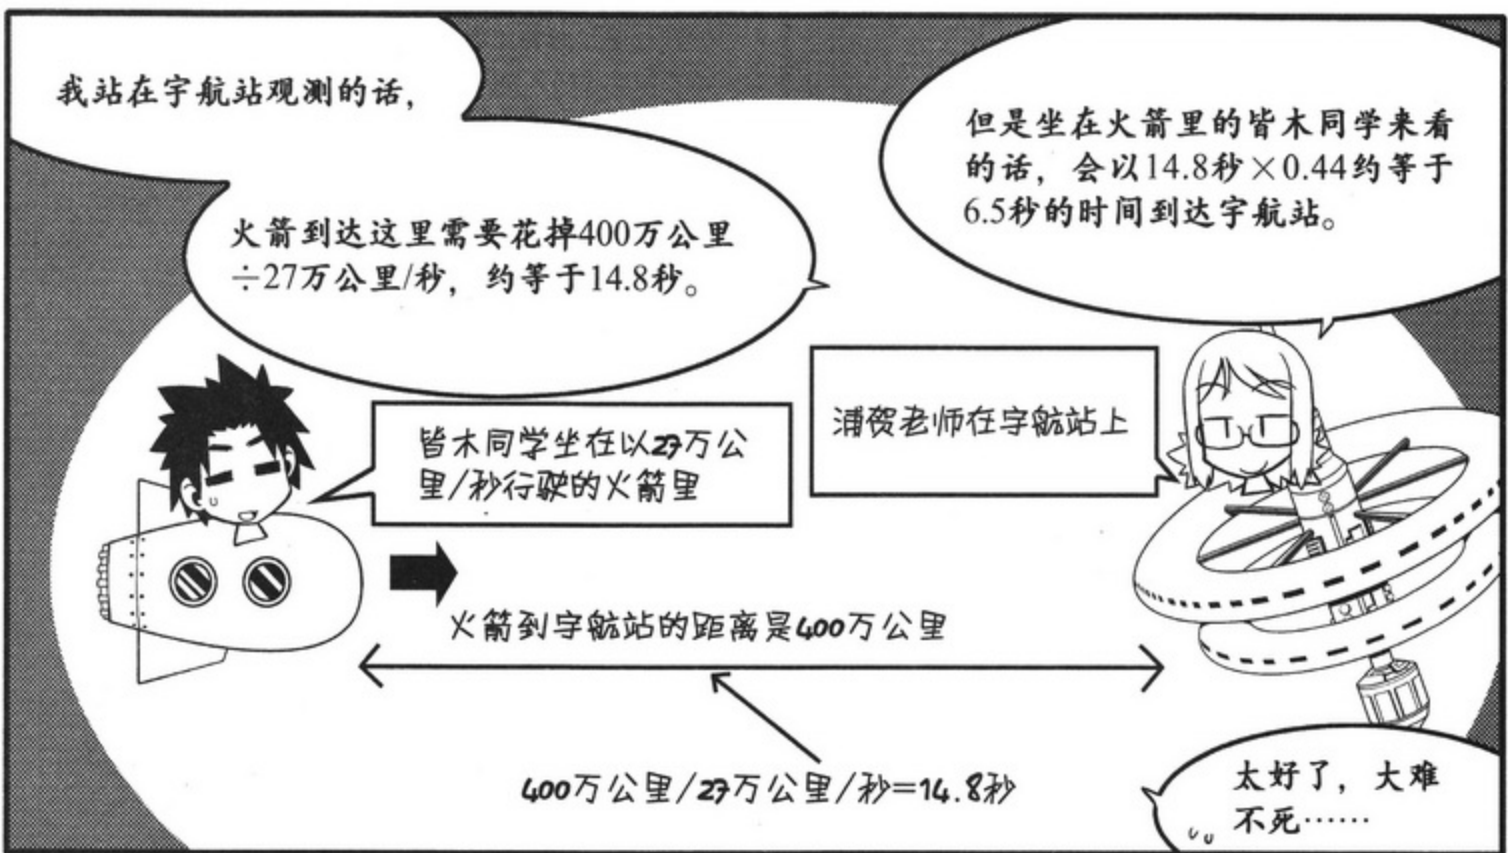 我站在宇航站观测的话，
火箭到达这里需要花掉400万公里
÷27万公里/秒，约等于14.8秒。
但是坐在火箭里的皆木同学来看
的话，会以14.8秒×0.44约等于
6.5秒的时间到达宇航站。
皆木同学坐在以27万公
里/秒行驶的火箭里
浦贺老师在宇航站上
火箭到宇航站的距离是400万公里
400万公里/27万公里/秒=14.8秒
太好了，大难
不死……